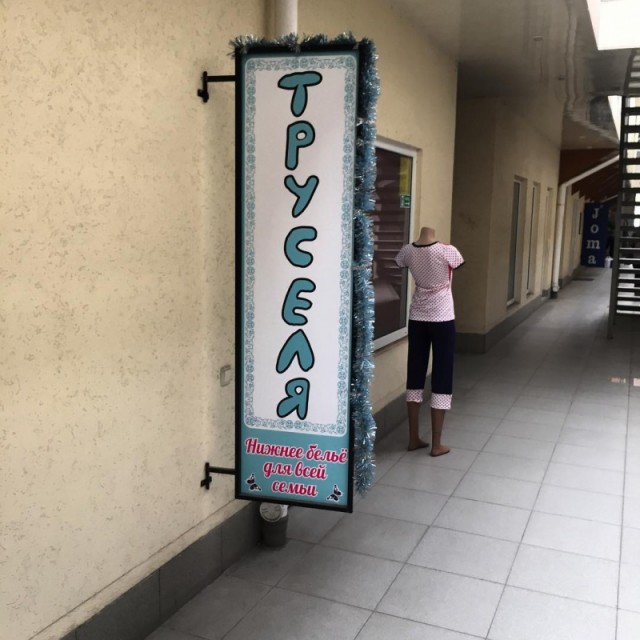 ТРУСЕЛЯ
Нижнее бельё
для всей
семьи
Joma